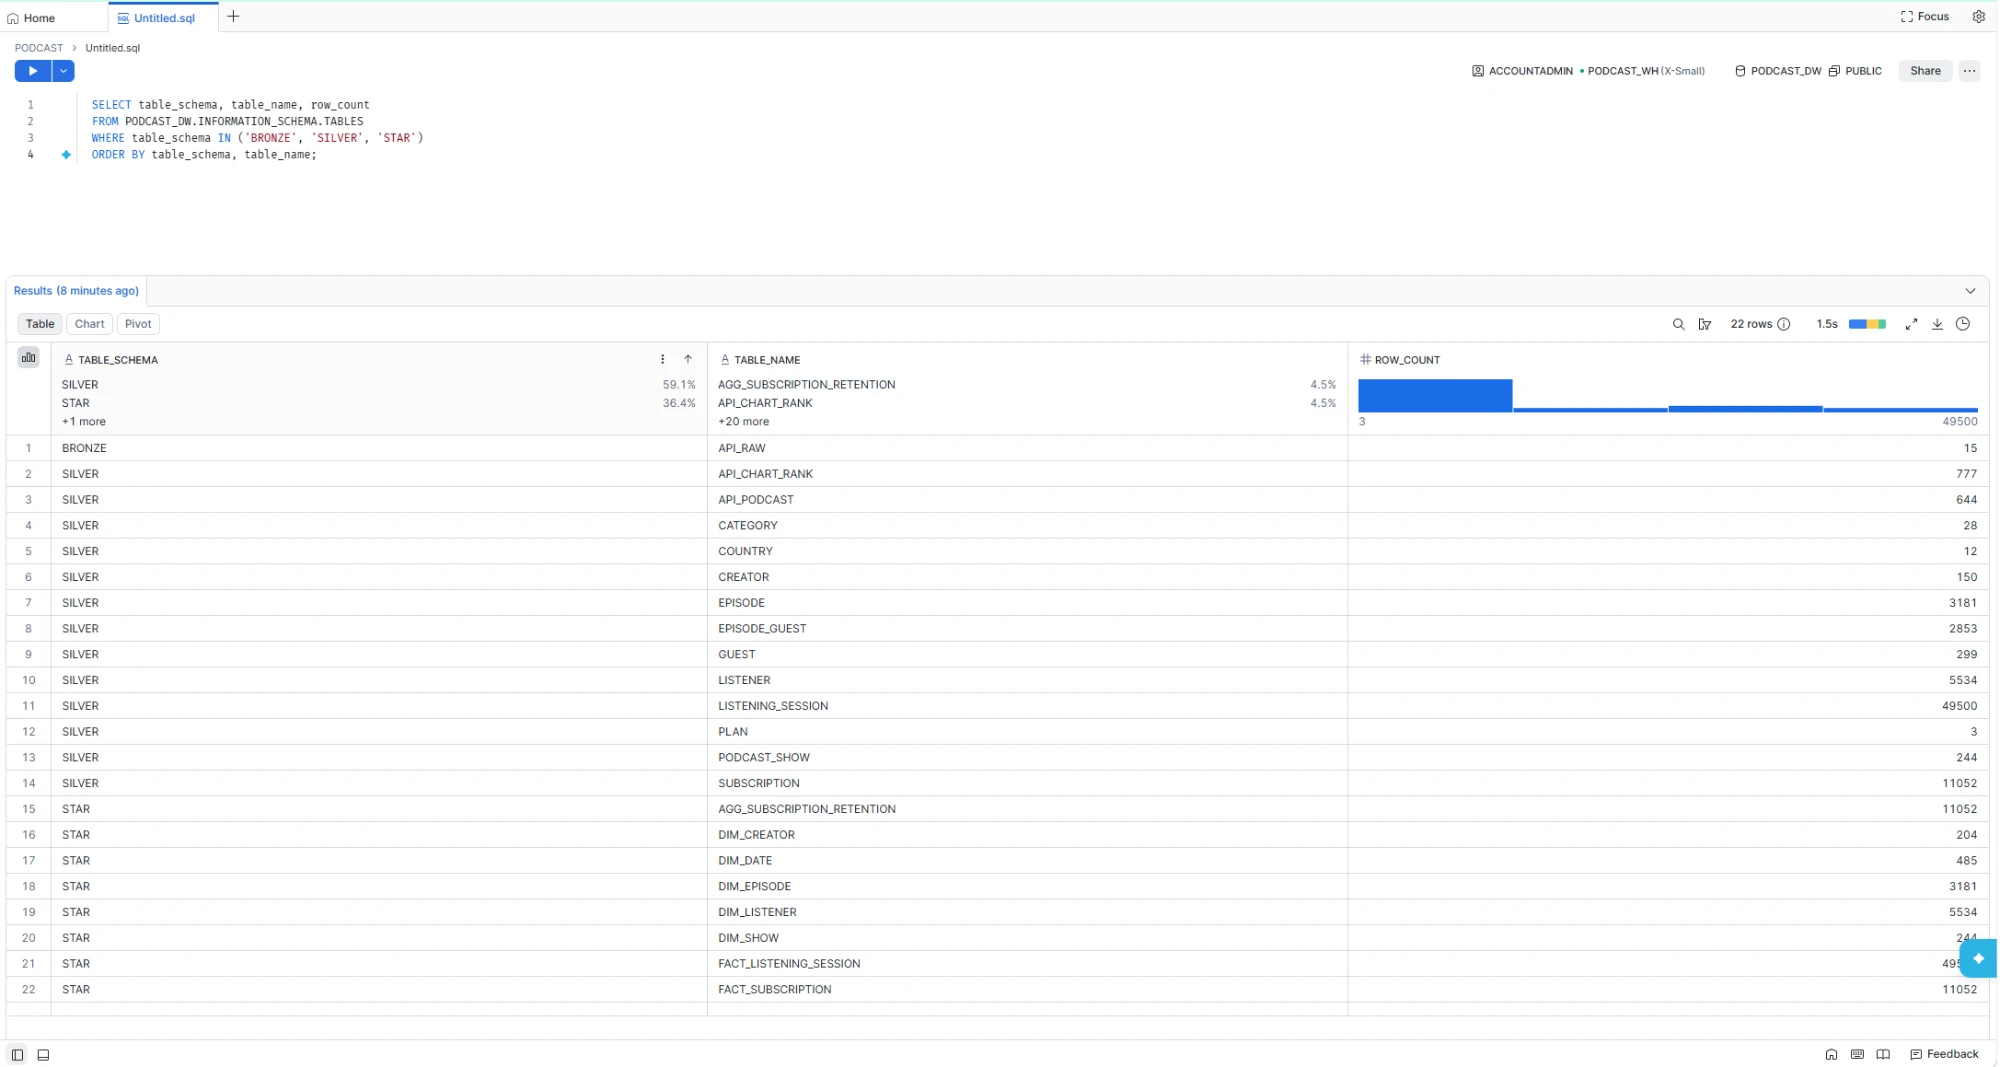 Home
Untitled.sql
Focus
PODCAST > Untitled.sql
ACCOUNTADMIN • PODCAST_WH (X-Small) PODCAST_DW PUBLIC Share ...
1 SELECT table_schema, table_name, row_count
2 FROM PODCAST_DW.INFORMATION_SCHEMA.TABLES
3 WHERE table_schema IN ('BRONZE', 'SILVER', 'STAR')
4 ORDER BY table_schema, table_name;
Results (8 minutes ago)
Table Chart Pivot 22 rows 1.5s
A TABLE_SCHEMA A TABLE_NAME # ROW_COUNT
SILVER 59.1% AGG_SUBSCRIPTION_RETENTION 4.5%
STAR 36.4% API_CHART_RANK 4.5%
+1 more +20 more 3 49500
1 BRONZE API_RAW 15
2 SILVER API_CHART_RANK 777
3 SILVER API_PODCAST 644
4 SILVER CATEGORY 28
5 SILVER COUNTRY 12
6 SILVER CREATOR 150
7 SILVER EPISODE 3181
8 SILVER EPISODE_GUEST 2853
9 SILVER GUEST 299
10 SILVER LISTENER 5534
11 SILVER LISTENING_SESSION 49500
12 SILVER PLAN 3
13 SILVER PODCAST_SHOW 244
14 SILVER SUBSCRIPTION 11052
15 STAR AGG_SUBSCRIPTION_RETENTION 11052
16 STAR DIM_CREATOR 204
17 STAR DIM_DATE 485
18 STAR DIM_EPISODE 3181
19 STAR DIM_LISTENER 5534
20 STAR DIM_SHOW 244
21 STAR FACT_LISTENING_SESSION
22 STAR FACT_SUBSCRIPTION 11052
Feedback